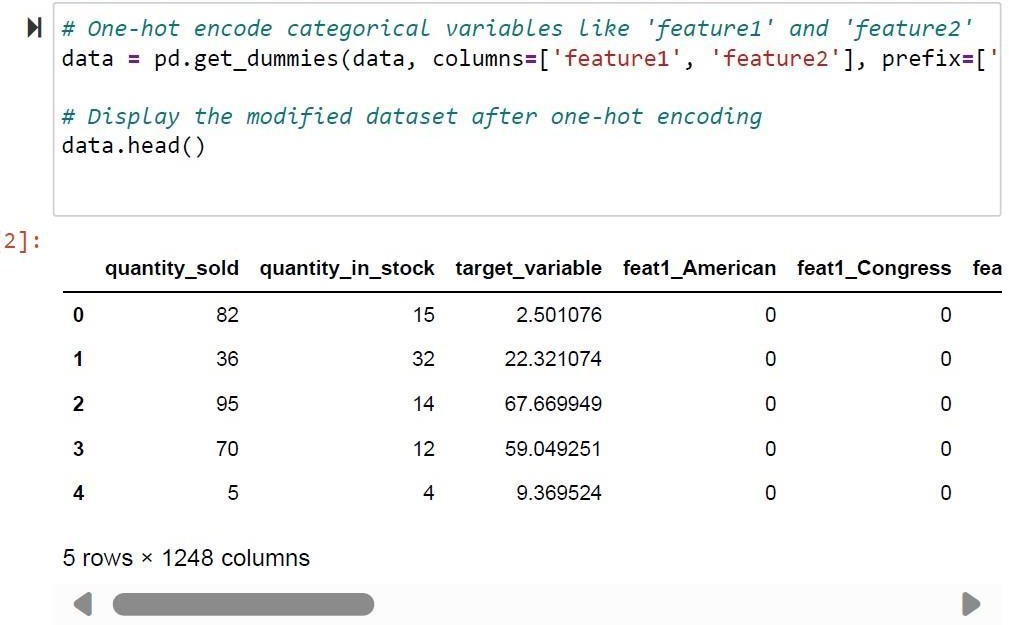 # One-hot encode categorical variables like 'feature1' and 'feature2'
data = pd.get_dummies(data, columns=['feature1', 'feature2'], prefix=['
# Display the modified dataset after one-hot encoding
data.head()
2]:
quantity_sold quantity_in_stock target_variable feat1_American feat1_Congress fea
0 82 15 2.501076 0 0
1 36 32 22.321074 0 0
2 95 14 67.669949 0 0
3 70 12 59.049251 0 0
4 5 4 9.369524 0 0
5 rows × 1248 columns